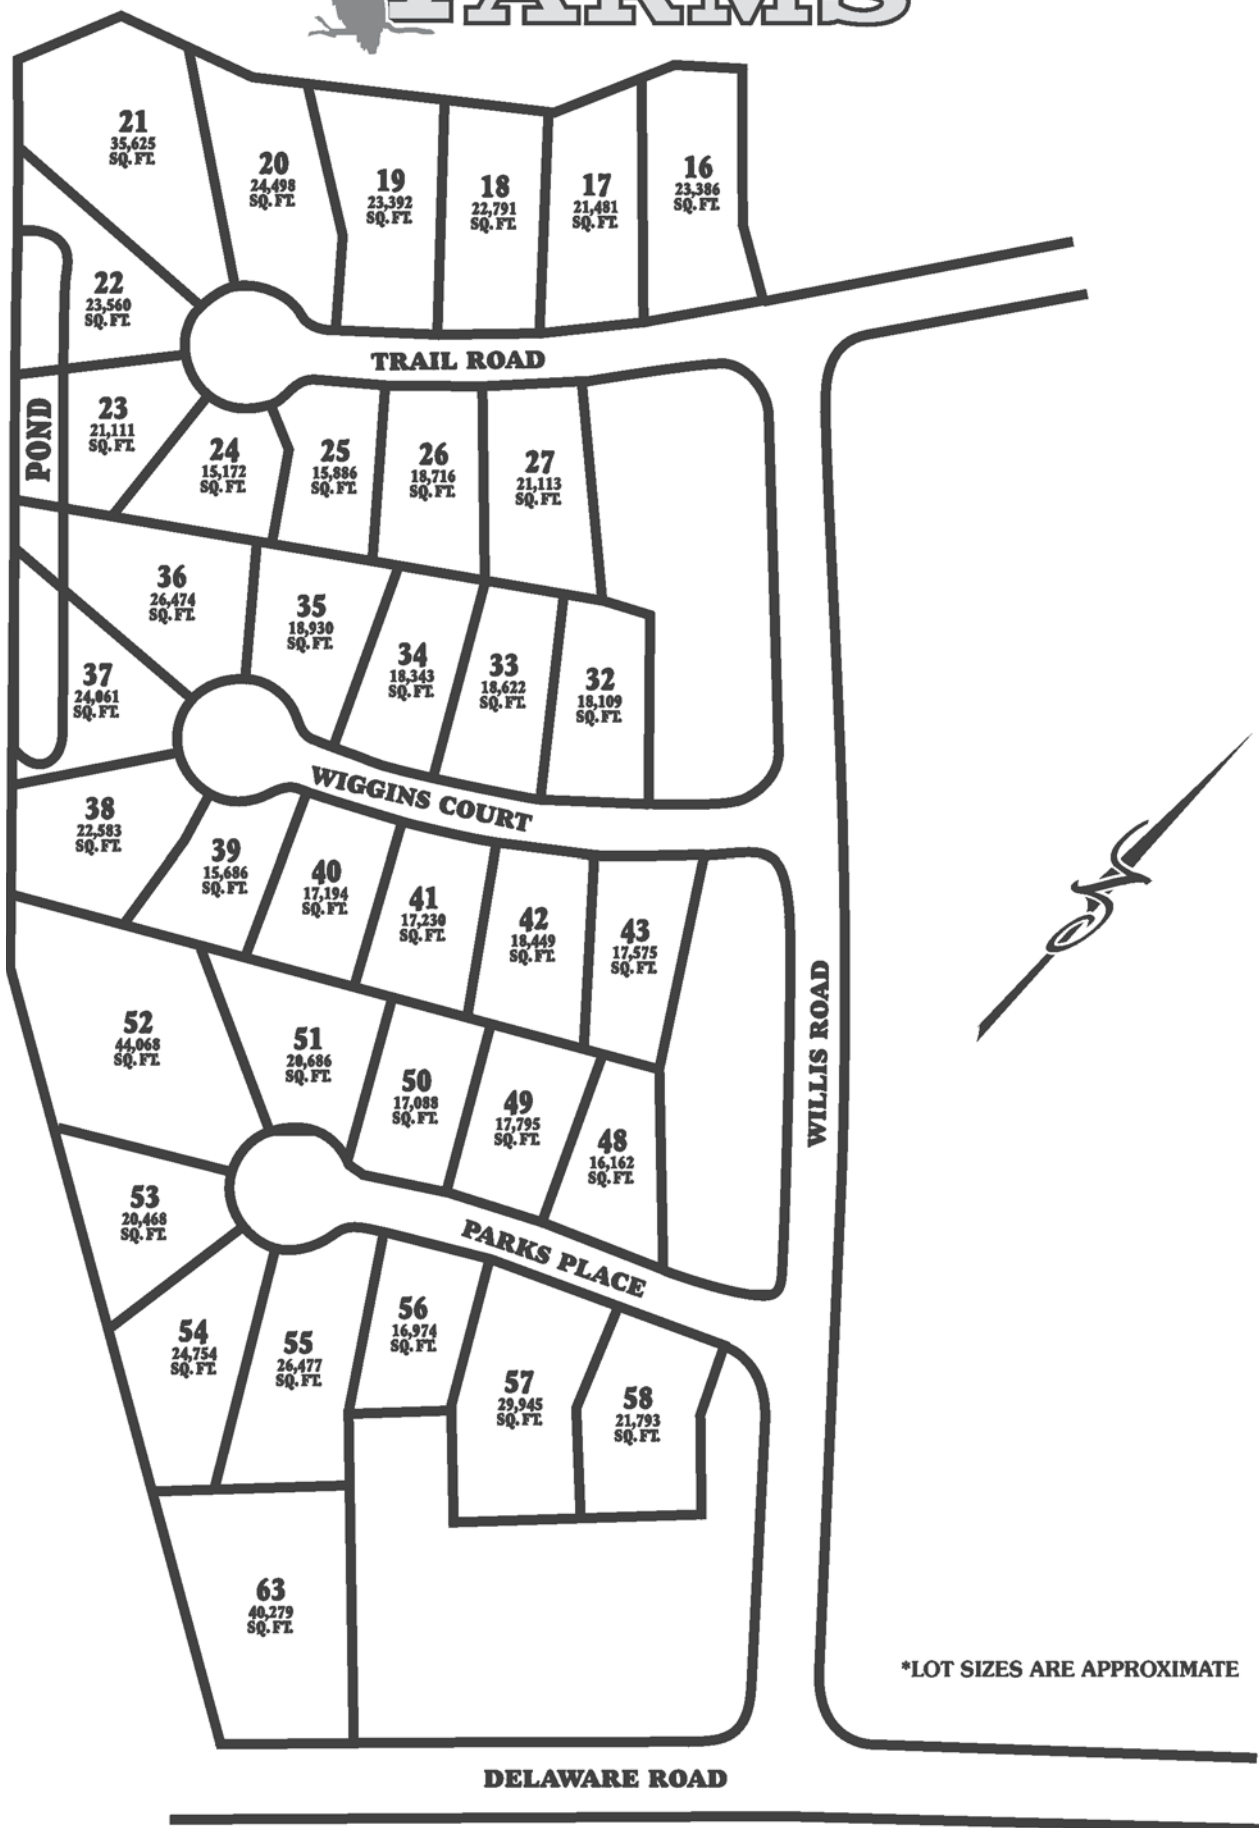 FARMS
21
35,625
SQ. FT.
20
24,498
SQ. FT.
19
23,392
SQ. FT.
18
22,791
SQ. FT.
17
21,481
SQ. FT.
16
23,386
SQ. FT.
22
23,560
SQ. FT.
TRAIL ROAD
POND
23
21,111
SQ. FT.
24
15,172
SQ. FT.
25
15,886
SQ. FT.
26
18,716
SQ. FT.
27
21,113
SQ. FT.
36
26,474
SQ. FT.
35
18,930
SQ. FT.
34
18,343
SQ. FT.
33
18,622
SQ. FT.
32
18,109
SQ. FT.
37
24,061
SQ. FT.
WIGGINS COURT
38
22,583
SQ. FT.
39
15,686
SQ. FT.
40
17,194
SQ. FT.
41
17,230
SQ. FT.
42
18,449
SQ. FT.
43
17,575
SQ. FT.
N
WILLIS ROAD
52
44,068
SQ. FT.
51
20,686
SQ. FT.
50
17,088
SQ. FT.
49
17,795
SQ. FT.
48
16,162
SQ. FT.
53
20,468
SQ. FT.
PARKS PLACE
54
24,754
SQ. FT.
55
26,477
SQ. FT.
56
16,974
SQ. FT.
57
29,945
SQ. FT.
58
21,793
SQ. FT.
63
40,279
SQ. FT.
*LOT SIZES ARE APPROXIMATE
DELAWARE ROAD